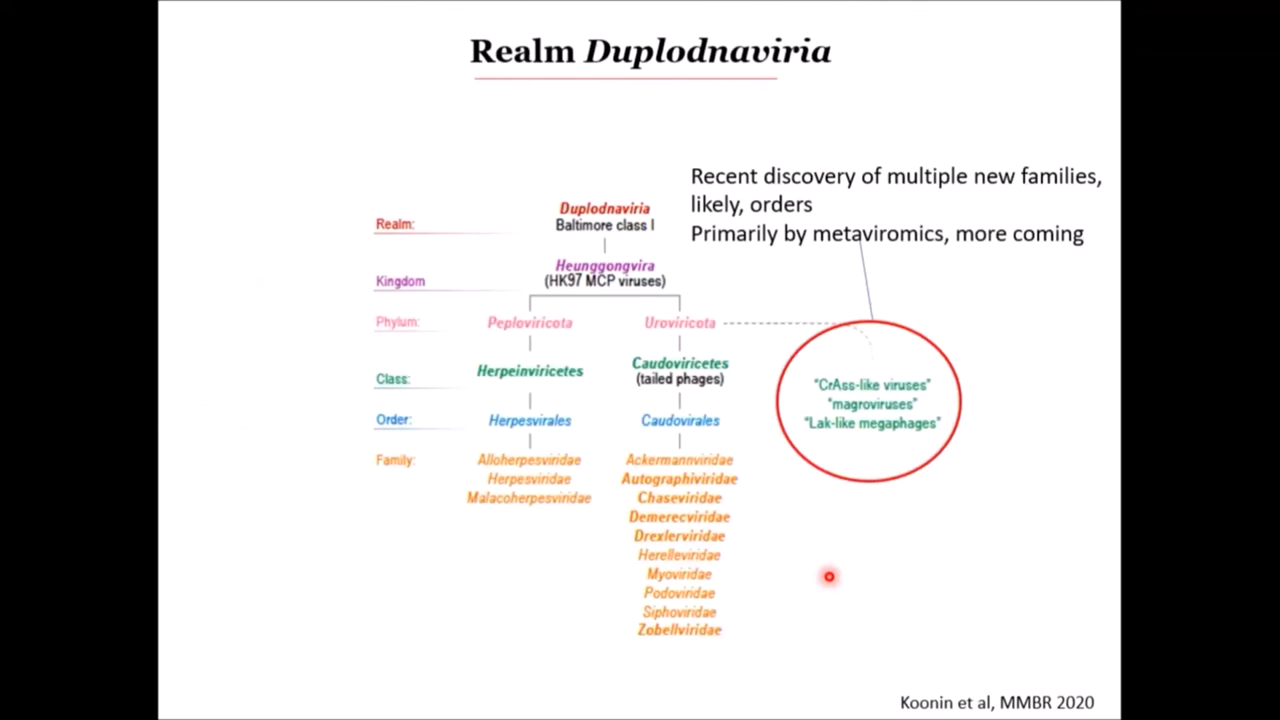 Realm Duplodnaviria
Recent discovery of multiple new families,
likely, orders
Primarily by metaviromics, more coming
Realm:
Duplodnaviria
Baltimore class I
Kingdom
Heunggongvira
(HK97 MCP viruses)
Phylum:
Peploviricota
Uroviricota
Class:
Herpeinviricetes
Caudoviricetes
(tailed phages)
"CrAss-like viruses"
"magroviruses"
"Lak-like megaphages"
Order:
Herpesvirales
Caudovirales
Family:
Alloherpesviridae
Herpesviridae
Malacoherpesviridae
Ackermannviridae
Autographiviridae
Chaseviridae
Demerecviridae
Drexlerviridae
Herelleviridae
Myoviridae
Podoviridae
Siphoviridae
Zobellviridae
Koonin et al, MMBR 2020